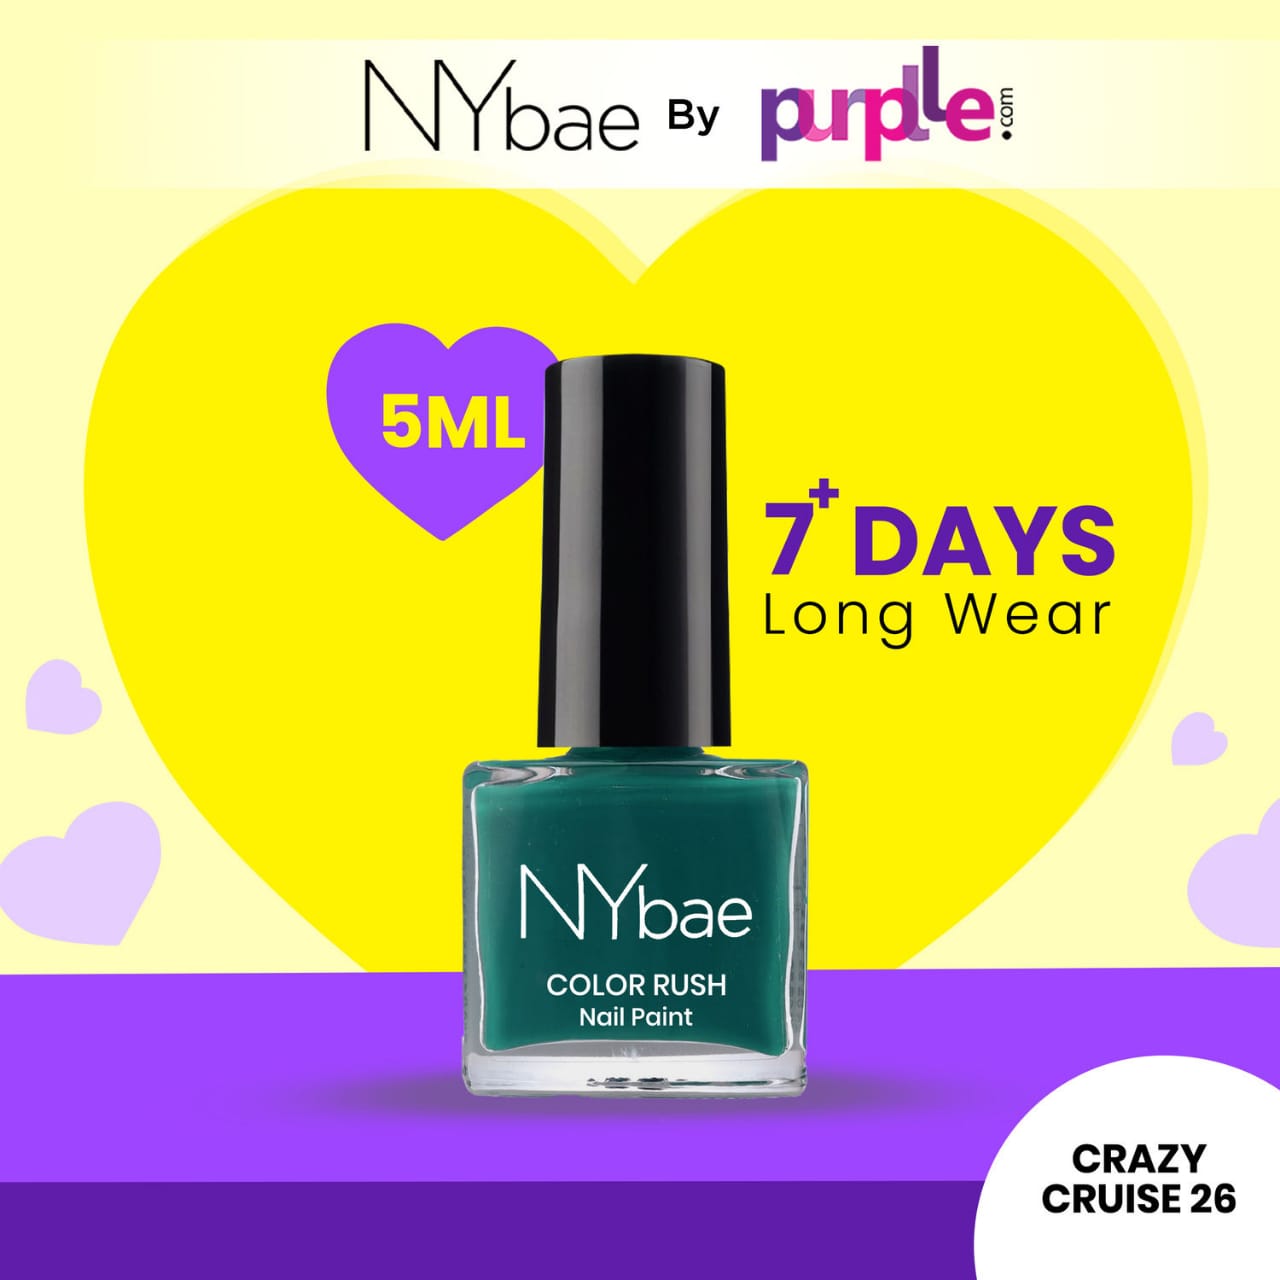 NYbae By purplle.com
5ML
7+ DAYS
Long Wear
NYbae
COLOR RUSH
Nail Paint
CRAZY
CRUISE 26